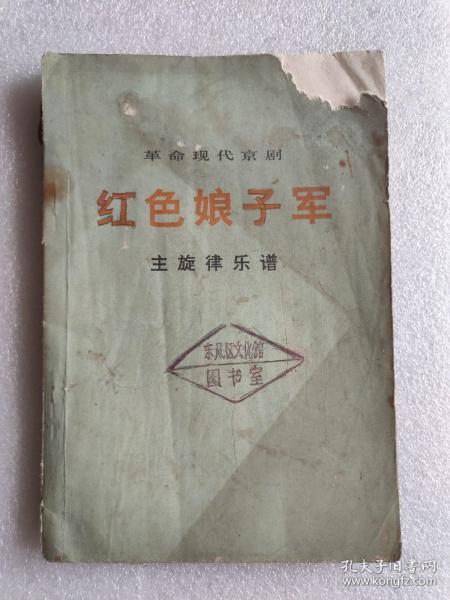 革命现代京剧
红色娘子军
主旋律乐谱
东风区文化馆
图书室
孔夫子旧书网
www.kongfz.com